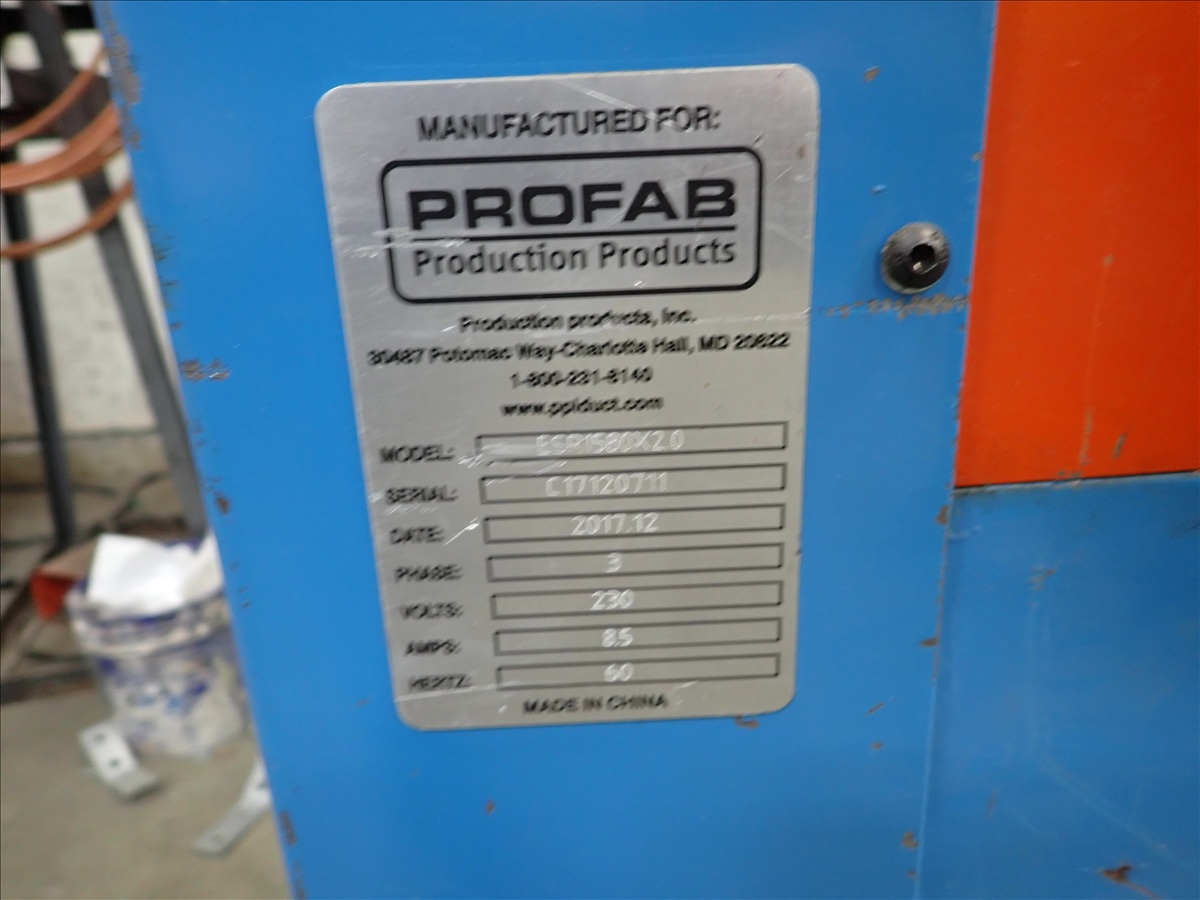 MANUFACTURED FOR:
PROFAB
Production Products
Production products, Inc.
30487 Potomac Way-Charlotte Hall, MD 20622
1-800-231-8140
www.ppiduct.com
MODEL: ESR1580X2.0
SERIAL: C17120711
DATE: 2017.12
PHASE: 3
VOLTS: 230
AMPS: 8.5
HERTZ: 60
MADE IN CHINA